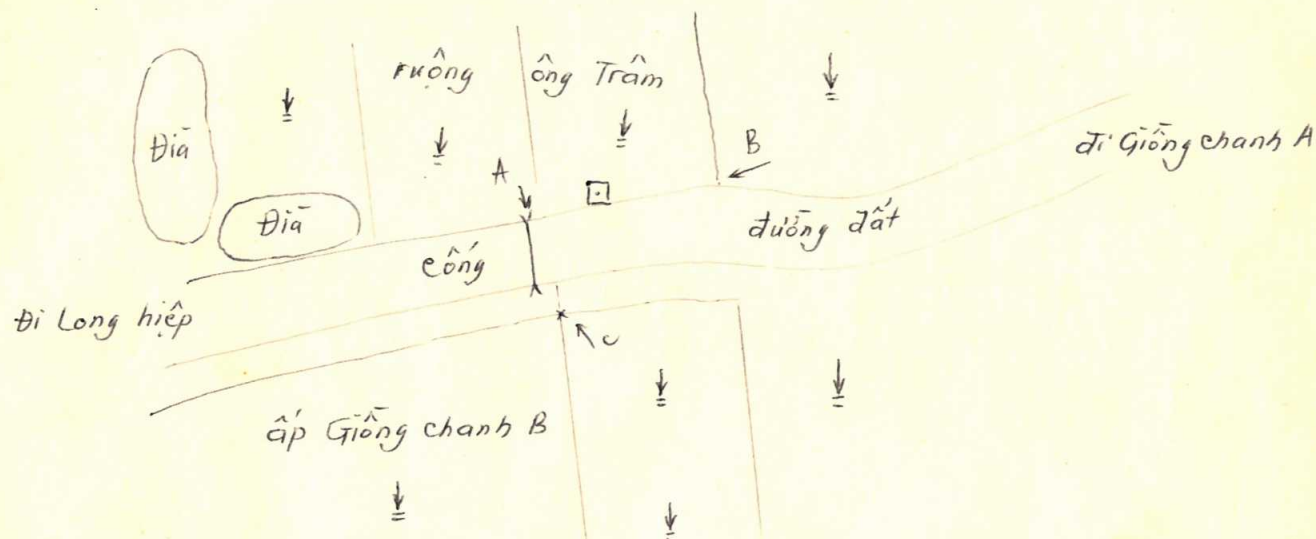 ruộng ông Trâm
Đìa
A
B
đi Giồng chanh A
Đìa
đường đất
cống
Đi Long hiệp
C
ấp Giồng chanh B